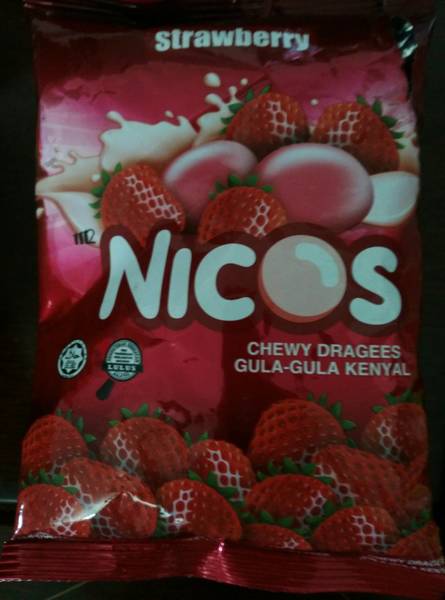 Strawberry
NICOS
CHEWY DRAGEES
GULA-GULA KENYAL
LULUS